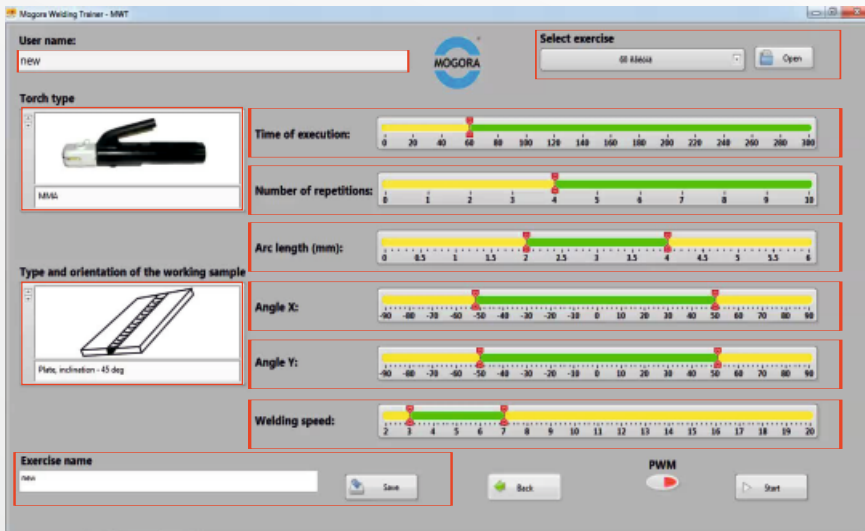 Mogora Welding Trainer - MWT
User name:
new
MOGORA
Select exercise
Open
Torch type
MMA
Time of execution:
0 20 40 60 80 100 120 140 160 180 200 220 240 260 280 300
Number of repetitions:
0 1 2 3 4 5 6 7 8 9 10
Arc length (mm):
0 0.5 1 1.5 2 2.5 3 3.5 4 4.5 5 5.5 6
Type and orientation of the working sample
Plate, inclination - 45 deg
Angle X:
-90 -80 -70 -60 -50 -40 -30 -20 -10 0 10 20 30 40 50 60 70 80 90
Angle Y:
-90 -80 -70 -60 -50 -40 -30 -20 -10 0 10 20 30 40 50 60 70 80 90
Welding speed:
2 3 4 5 6 7 8 9 10 11 12 13 14 15 16 17 18 19 20
Exercise name
new
Save
Back
PWM
Start